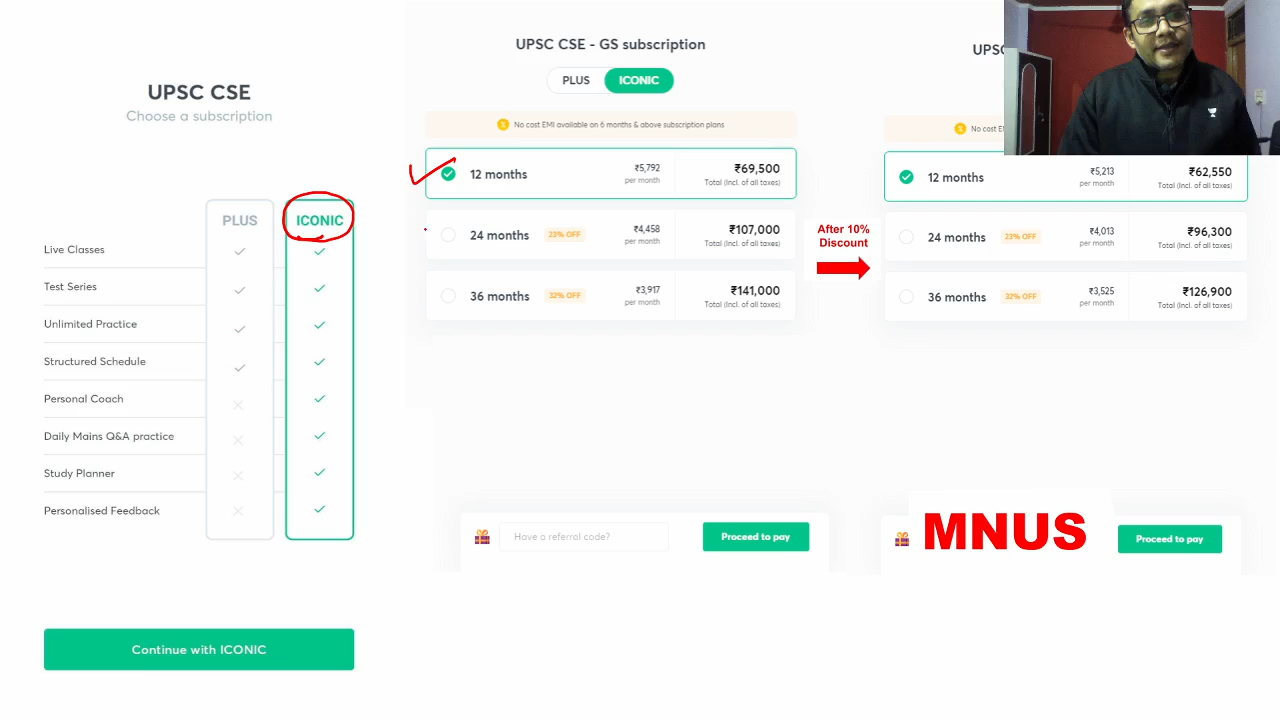 UPSC CSE
Choose a subscription
PLUS
ICONIC
Live Classes
Test Series
Unlimited Practice
Structured Schedule
Personal Coach
Daily Mains Q&A practice
Study Planner
Personalised Feedback
Continue with ICONIC
UPSC CSE - GS subscription
PLUS
ICONIC
No cost EMI available on 6 months & above subscription plans
12 months
₹5,792
per month
₹69,500
Total (Incl. of all taxes)
24 months
23% OFF
₹4,458
per month
₹107,000
Total (Incl. of all taxes)
36 months
32% OFF
₹3,917
per month
₹141,000
Total (Incl. of all taxes)
Have a referral code?
Proceed to pay
After 10%
Discount
UPSC
No cost EM
12 months
₹5,213
per month
₹62,550
Total (Incl. of all taxes)
24 months
23% OFF
₹4,013
per month
₹96,300
Total (Incl. of all taxes)
36 months
32% OFF
₹3,525
per month
₹126,900
Total (Incl. of all taxes)
MNUS
Proceed to pay